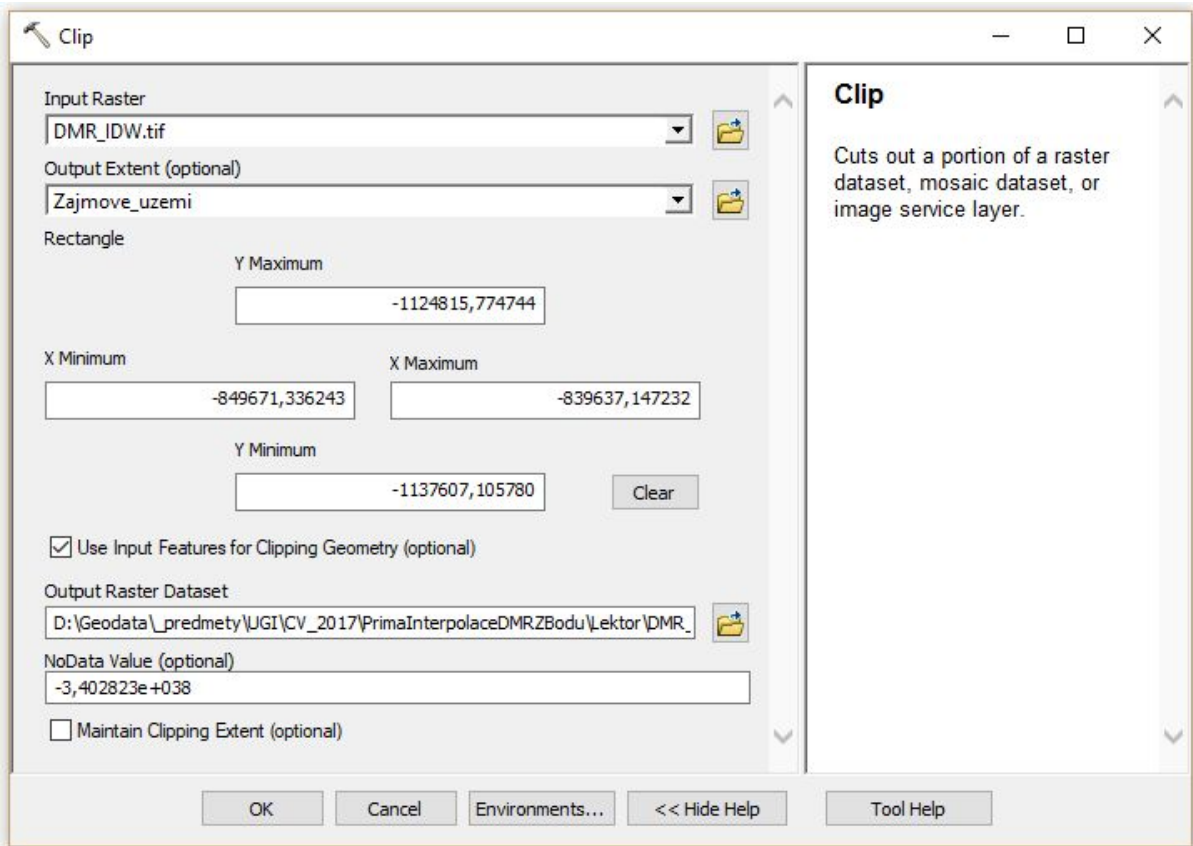 Clip
Input Raster
DMR_IDW.tif
Output Extent (optional)
Zajmove_uzemi
Rectangle
Y Maximum
-1124815,774744
X Minimum
X Maximum
-849671,336243
-839637,147232
Y Minimum
-1137607,105780
Clear
Use Input Features for Clipping Geometry (optional)
Output Raster Dataset
D:\Geodata\_predmety\UGI\CV_2017\PrimaInterpolaceDMRZBodu\Lektor\DMR_
NoData Value (optional)
-3,402823e+038
Maintain Clipping Extent (optional)
OK
Cancel
Environments...
<< Hide Help
Tool Help
Clip
Cuts out a portion of a raster
dataset, mosaic dataset, or
image service layer.